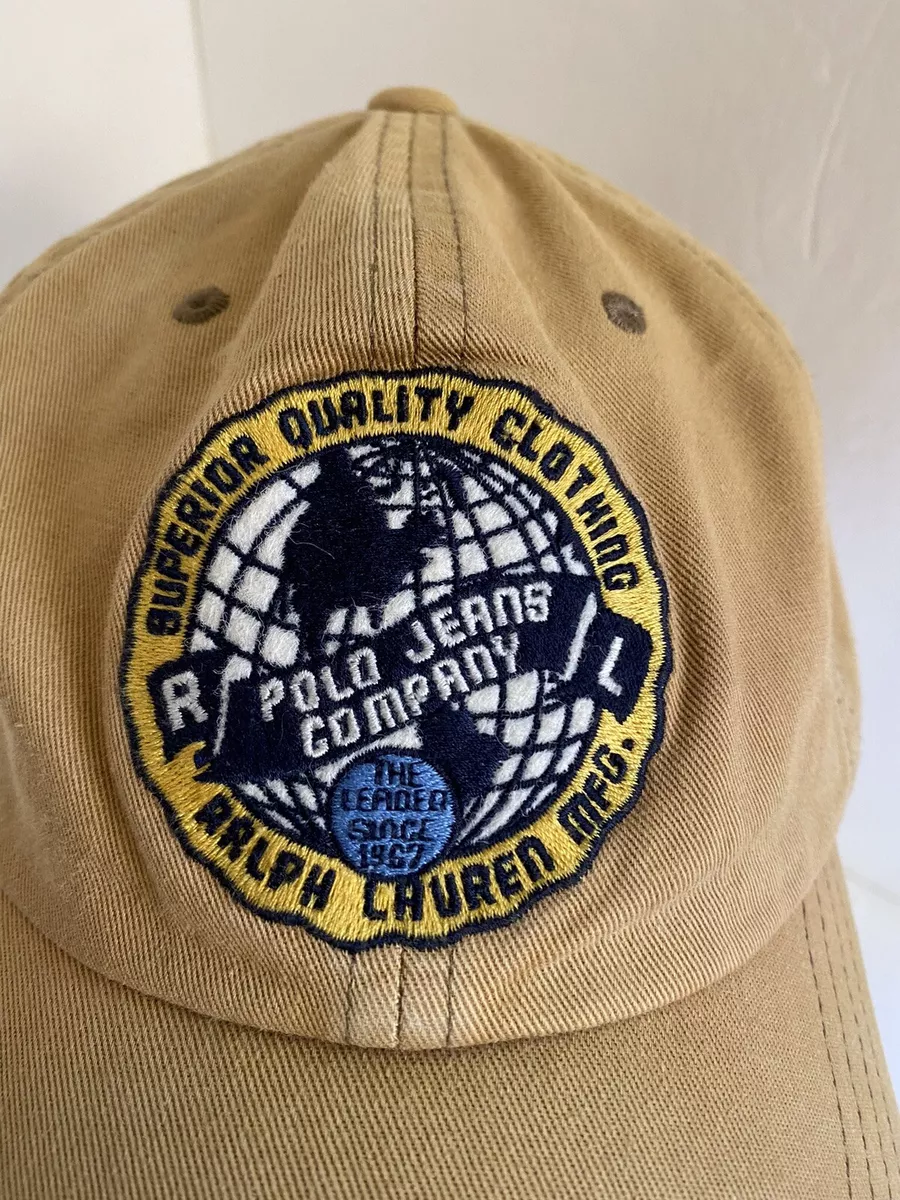 SUPERIOR QUALITY CLOTHING
R L
POLO JEANS
COMPANY
THE
LEADER
SINCE
1967
RALPH LAUREN MFG.